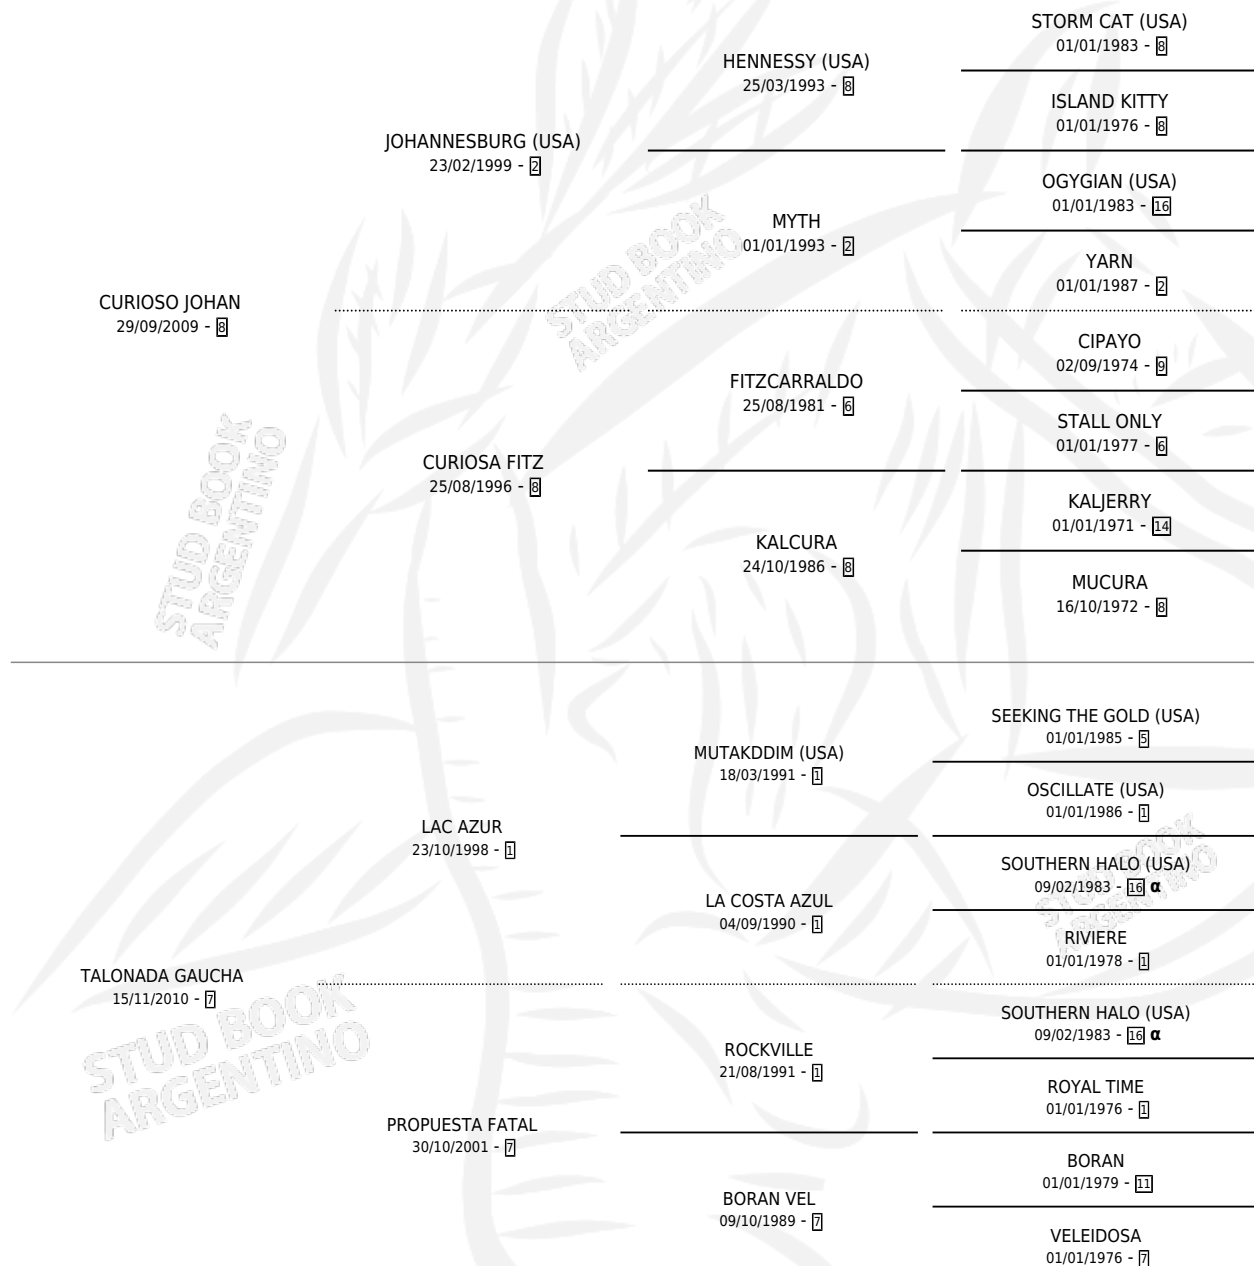 STORM CAT (USA)
01/01/1983 - 8
HENNESSY (USA)
25/03/1993 - 8
ISLAND KITTY
01/01/1976 - 8
JOHANNESBURG (USA)
23/02/1999 - 2
OGYGIAN (USA)
01/01/1983 - 16
MYTH
01/01/1993 - 2
YARN
01/01/1987 - 2
CURIOSO JOHAN
29/09/2009 - 8
CIPAYO
02/09/1974 - 9
FITZCARRALDO
25/08/1981 - 6
STALL ONLY
01/01/1977 - 6
CURIOSA FITZ
25/08/1996 - 8
KALJERRY
01/01/1971 - 14
KALCURA
24/10/1986 - 8
MUCURA
16/10/1972 - 8
SEEKING THE GOLD (USA)
01/01/1985 - 5
MUTAKDDIM (USA)
18/03/1991 - 1
OSCILLATE (USA)
01/01/1986 - 1
LAC AZUR
23/10/1998 - 1
SOUTHERN HALO (USA)
09/02/1983 - 16 α
LA COSTA AZUL
04/09/1990 - 1
RIVIERE
01/01/1978 - 1
TALONADA GAUCHA
15/11/2010 - 7
SOUTHERN HALO (USA)
09/02/1983 - 16 α
ROCKVILLE
21/08/1991 - 1
ROYAL TIME
01/01/1976 - 1
PROPUESTA FATAL
30/10/2001 - 7
BORAN
01/01/1979 - 11
BORAN VEL
09/10/1989 - 7
VELEIDOSA
01/01/1976 - 7
STUD BOOK
ARGENTINO
STUD BOOK
ARGENTINO
STUD BOOK
ARGENTINO
STUD BOOK
ARGENTINO